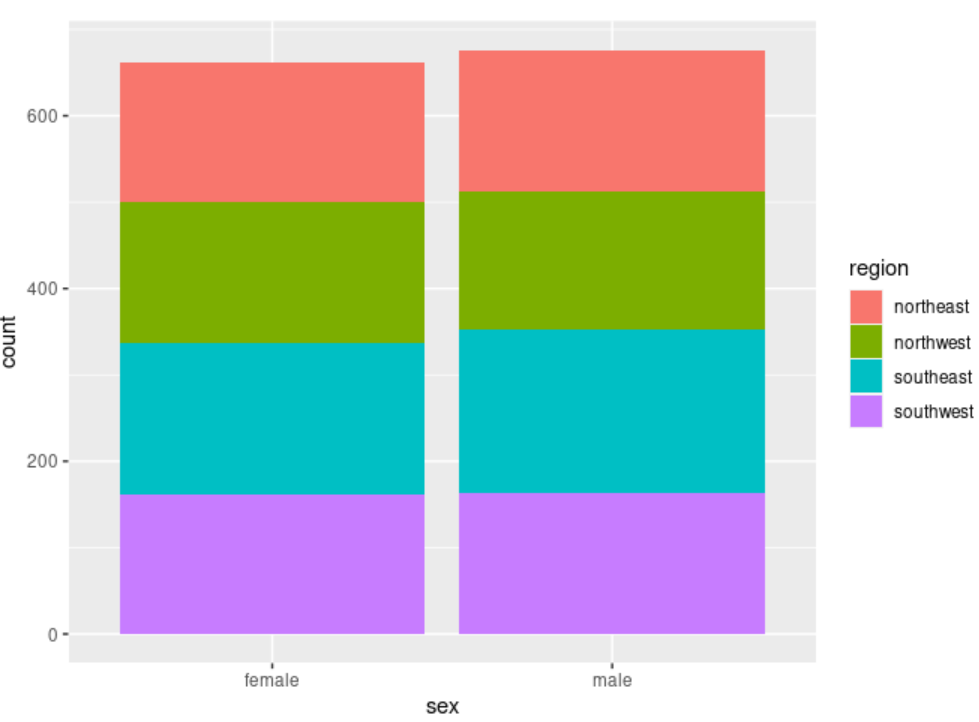 600
400
200
0
count
female
male
sex
region
northeast
northwest
southeast
southwest